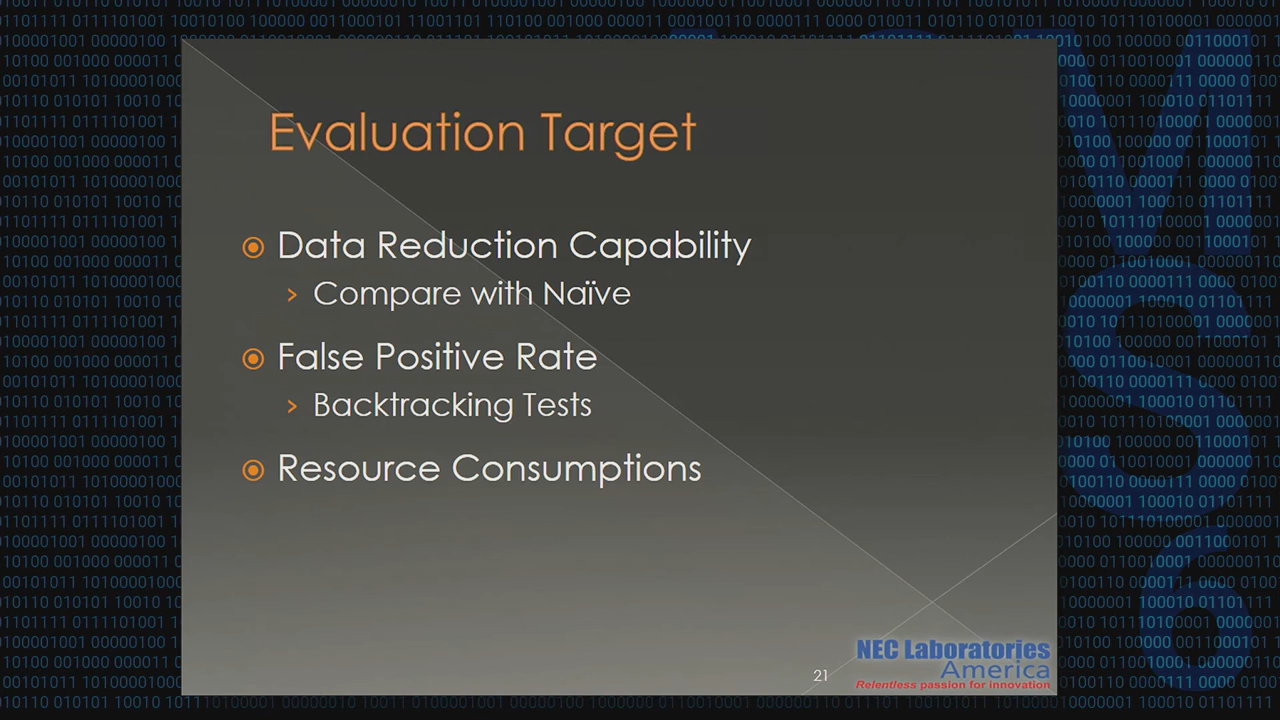 Evaluation Target
Data Reduction Capability
Compare with Naïve
False Positive Rate
Backtracking Tests
Resource Consumptions
21
NEC Laboratories
America
Relentless passion for innovation